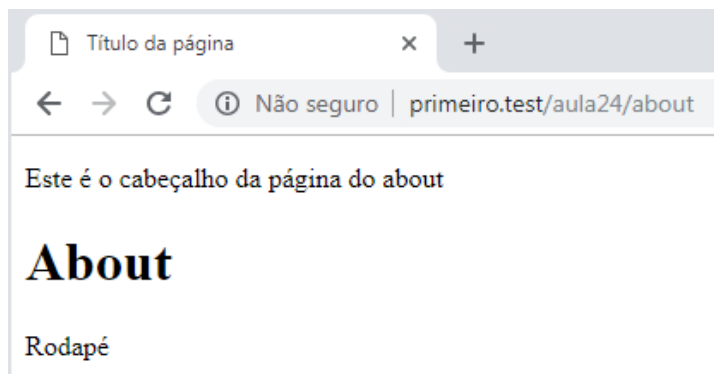 Título da página
Não seguro | primeiro.test/aula24/about
Este é o cabeçalho da página do about
About
Rodapé